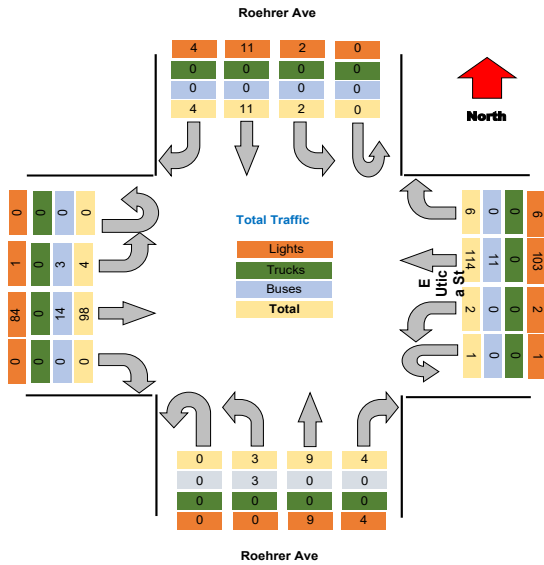 Roehrer Ave
4 11 2 0
0 0 0 0
0 0 0 0
4 11 2 0
North
0 0 0 0
1 0 3 4
84 0 14 98
0 0 0 0
Total Traffic
Lights
Trucks
Buses
Total
E
Utic
a St
6 0 0 6
114 11 0 103
2 0 0 2
1 0 0 1
0 3 9 4
0 3 0 0
0 0 0 0
0 0 9 4
Roehrer Ave